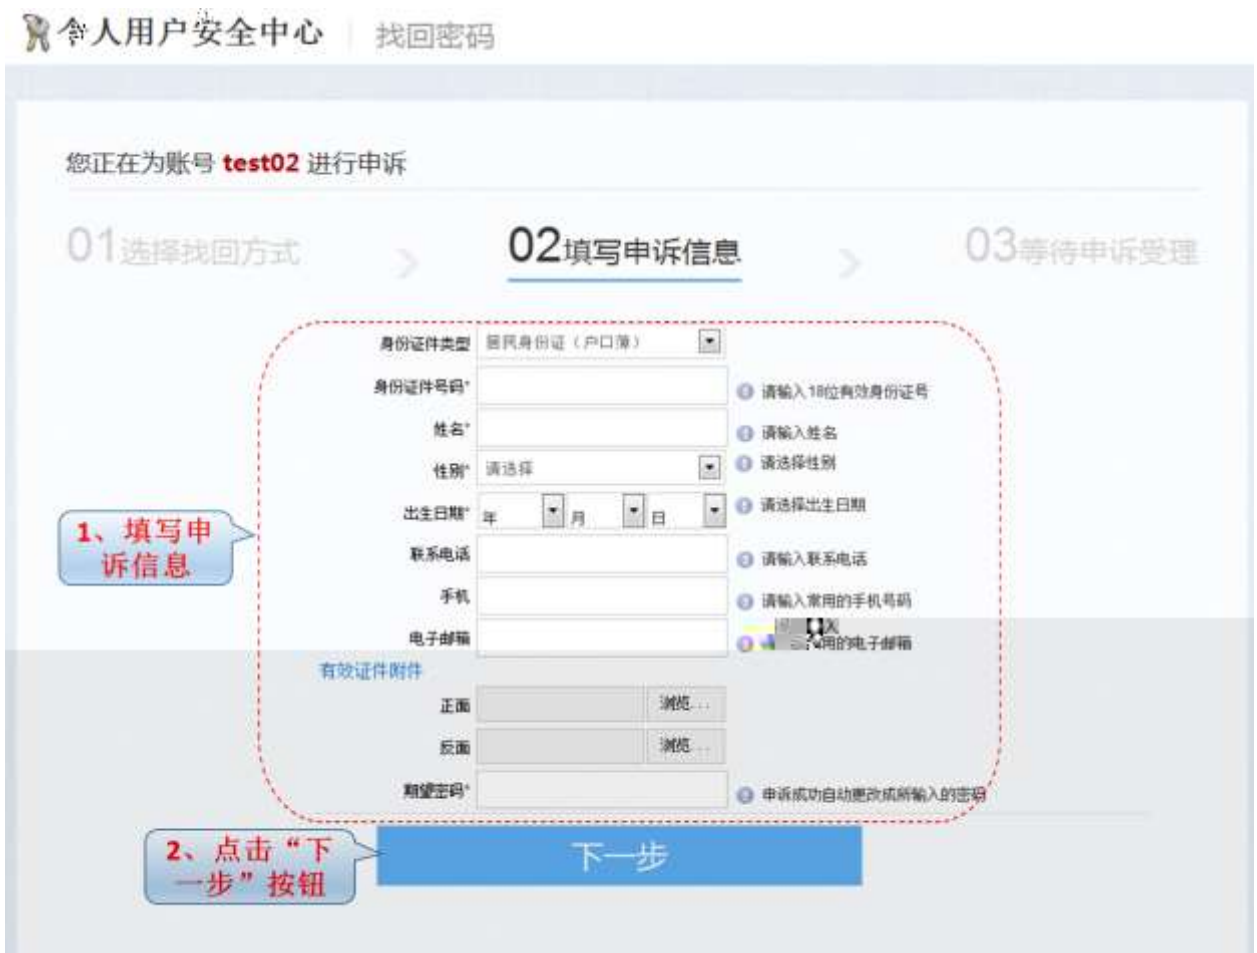 个人用户安全中心 找回密码
您正在为账号 test02 进行申诉
01选择找回方式 > 02填写申诉信息 > 03等待申诉受理
身份证件类型 居民身份证（户口簿）
身份证件号码* 请输入18位有效身份证号
姓名* 请输入姓名
性别* 请选择 请选择性别
出生日期* 年 月 日 请选择出生日期
1、填写申
诉信息
联系电话 请输入联系电话
手机 请输入常用的手机号码
电子邮箱 用的电子邮箱
有效证件附件
正面 浏览...
反面 浏览...
期望密码* 申诉成功自动更改成所输入的密码
2、点击“下
一步”按钮
下一步